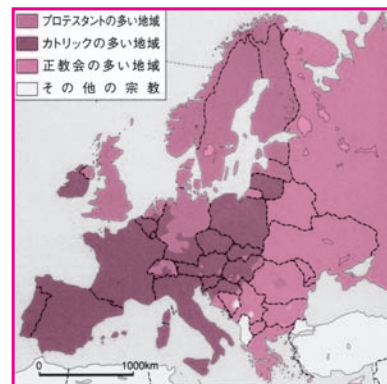 プロテスタントの多い地域
カトリックの多い地域
正教会の多い地域
その他の宗教
0 1000km